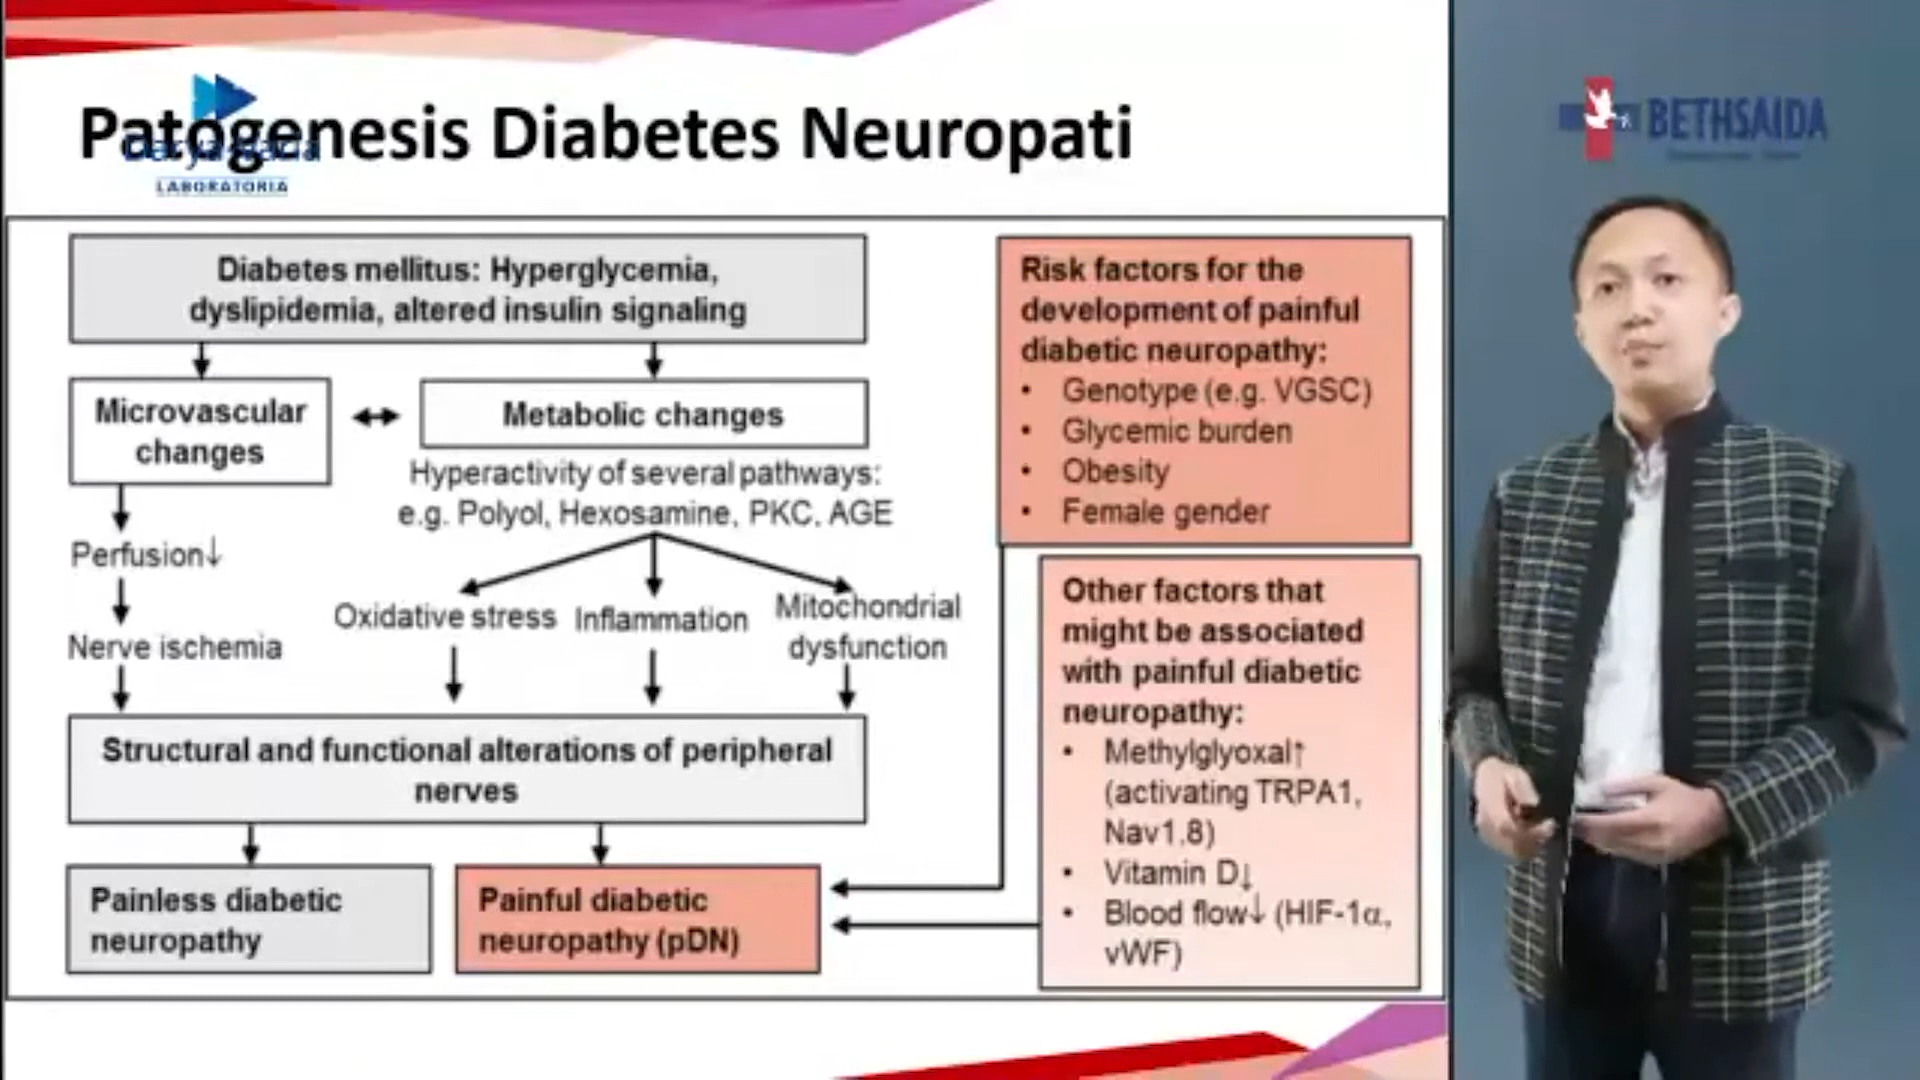 Patogenesis Diabetes Neuropati
LABORATORIA
BETHSAIDA
Diabetes mellitus: Hyperglycemia,
dyslipidemia, altered insulin signaling
Microvascular
changes
Metabolic changes
Hyperactivity of several pathways:
e.g. Polyol, Hexosamine, PKC, AGE
Perfusion↓
Nerve ischemia
Oxidative stress
Inflammation
Mitochondrial
dysfunction
Structural and functional alterations of peripheral
nerves
Painless diabetic
neuropathy
Painful diabetic
neuropathy (pDN)
Risk factors for the
development of painful
diabetic neuropathy:
• Genotype (e.g. VGSC)
• Glycemic burden
• Obesity
• Female gender
Other factors that
might be associated
with painful diabetic
neuropathy:
• Methylglyoxal↑
(activating TRPA1,
Nav1.8)
• Vitamin D↓
• Blood flow↓ (HIF-1α,
vWF)